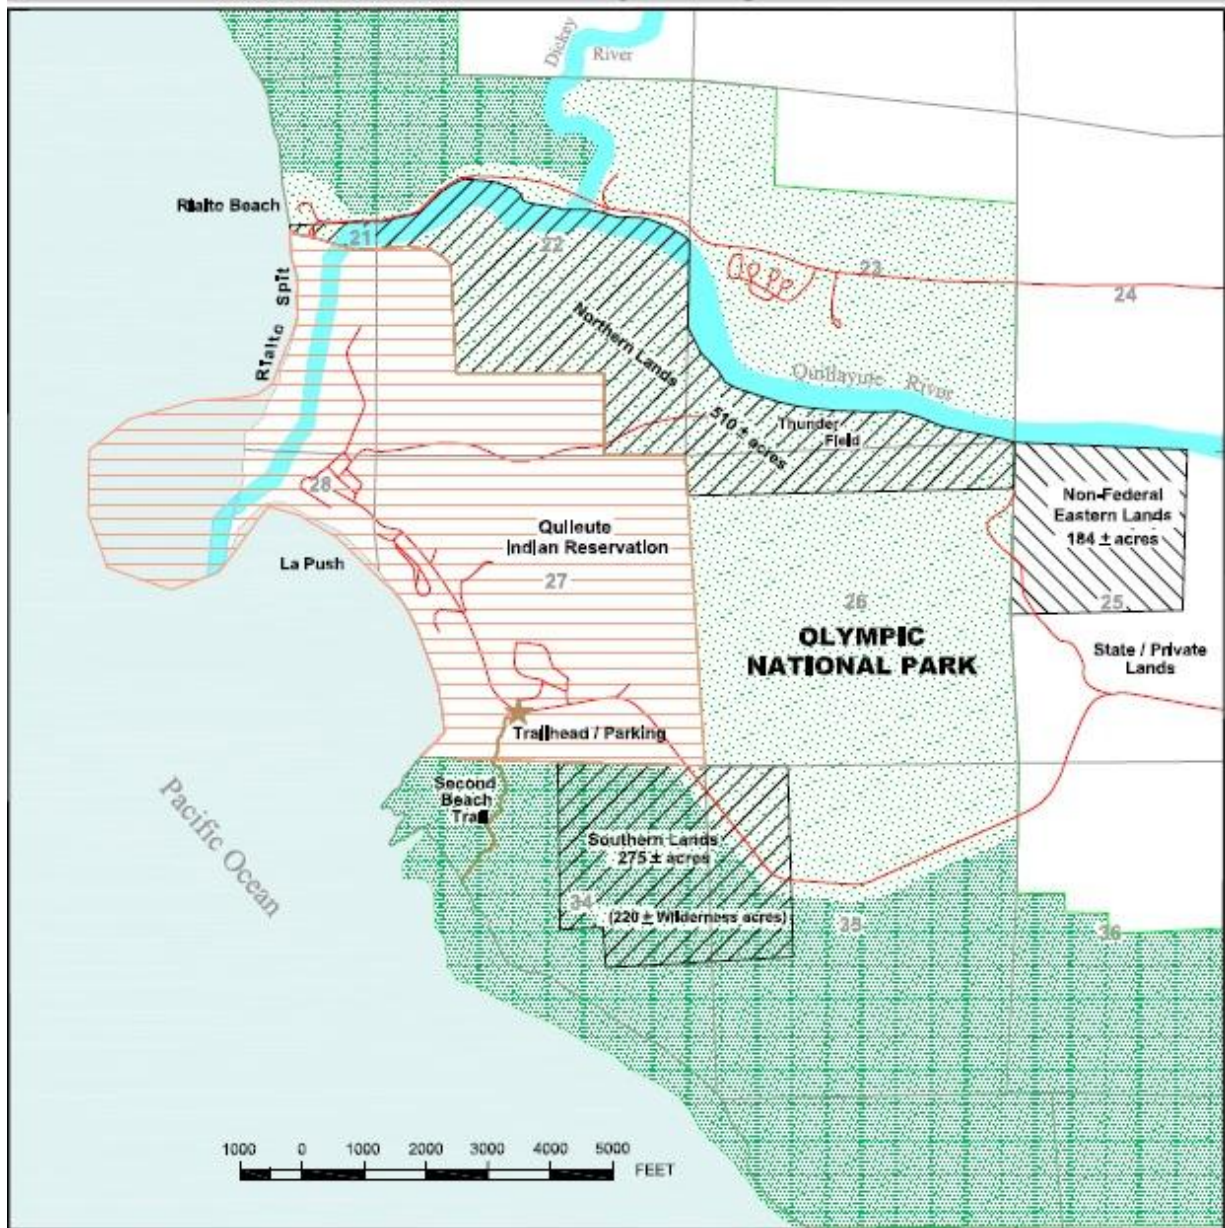 Dickey
River
Rialto Beach
21
22
23
24
Rialto Spit
Northern Lands
510 ± acres
Quillayute River
Thunder
Field
28
Non-Federal
Eastern Lands
184 ± acres
Quileute
Indian Reservation
27
La Push
26
25
OLYMPIC
NATIONAL PARK
State / Private
Lands
Trailhead / Parking
Second
Beach
Trail
Pacific Ocean
Southern Lands
275 ± acres
34
(220 ± Wilderness acres)
35
36
1000 0 1000 2000 3000 4000 5000
FEET